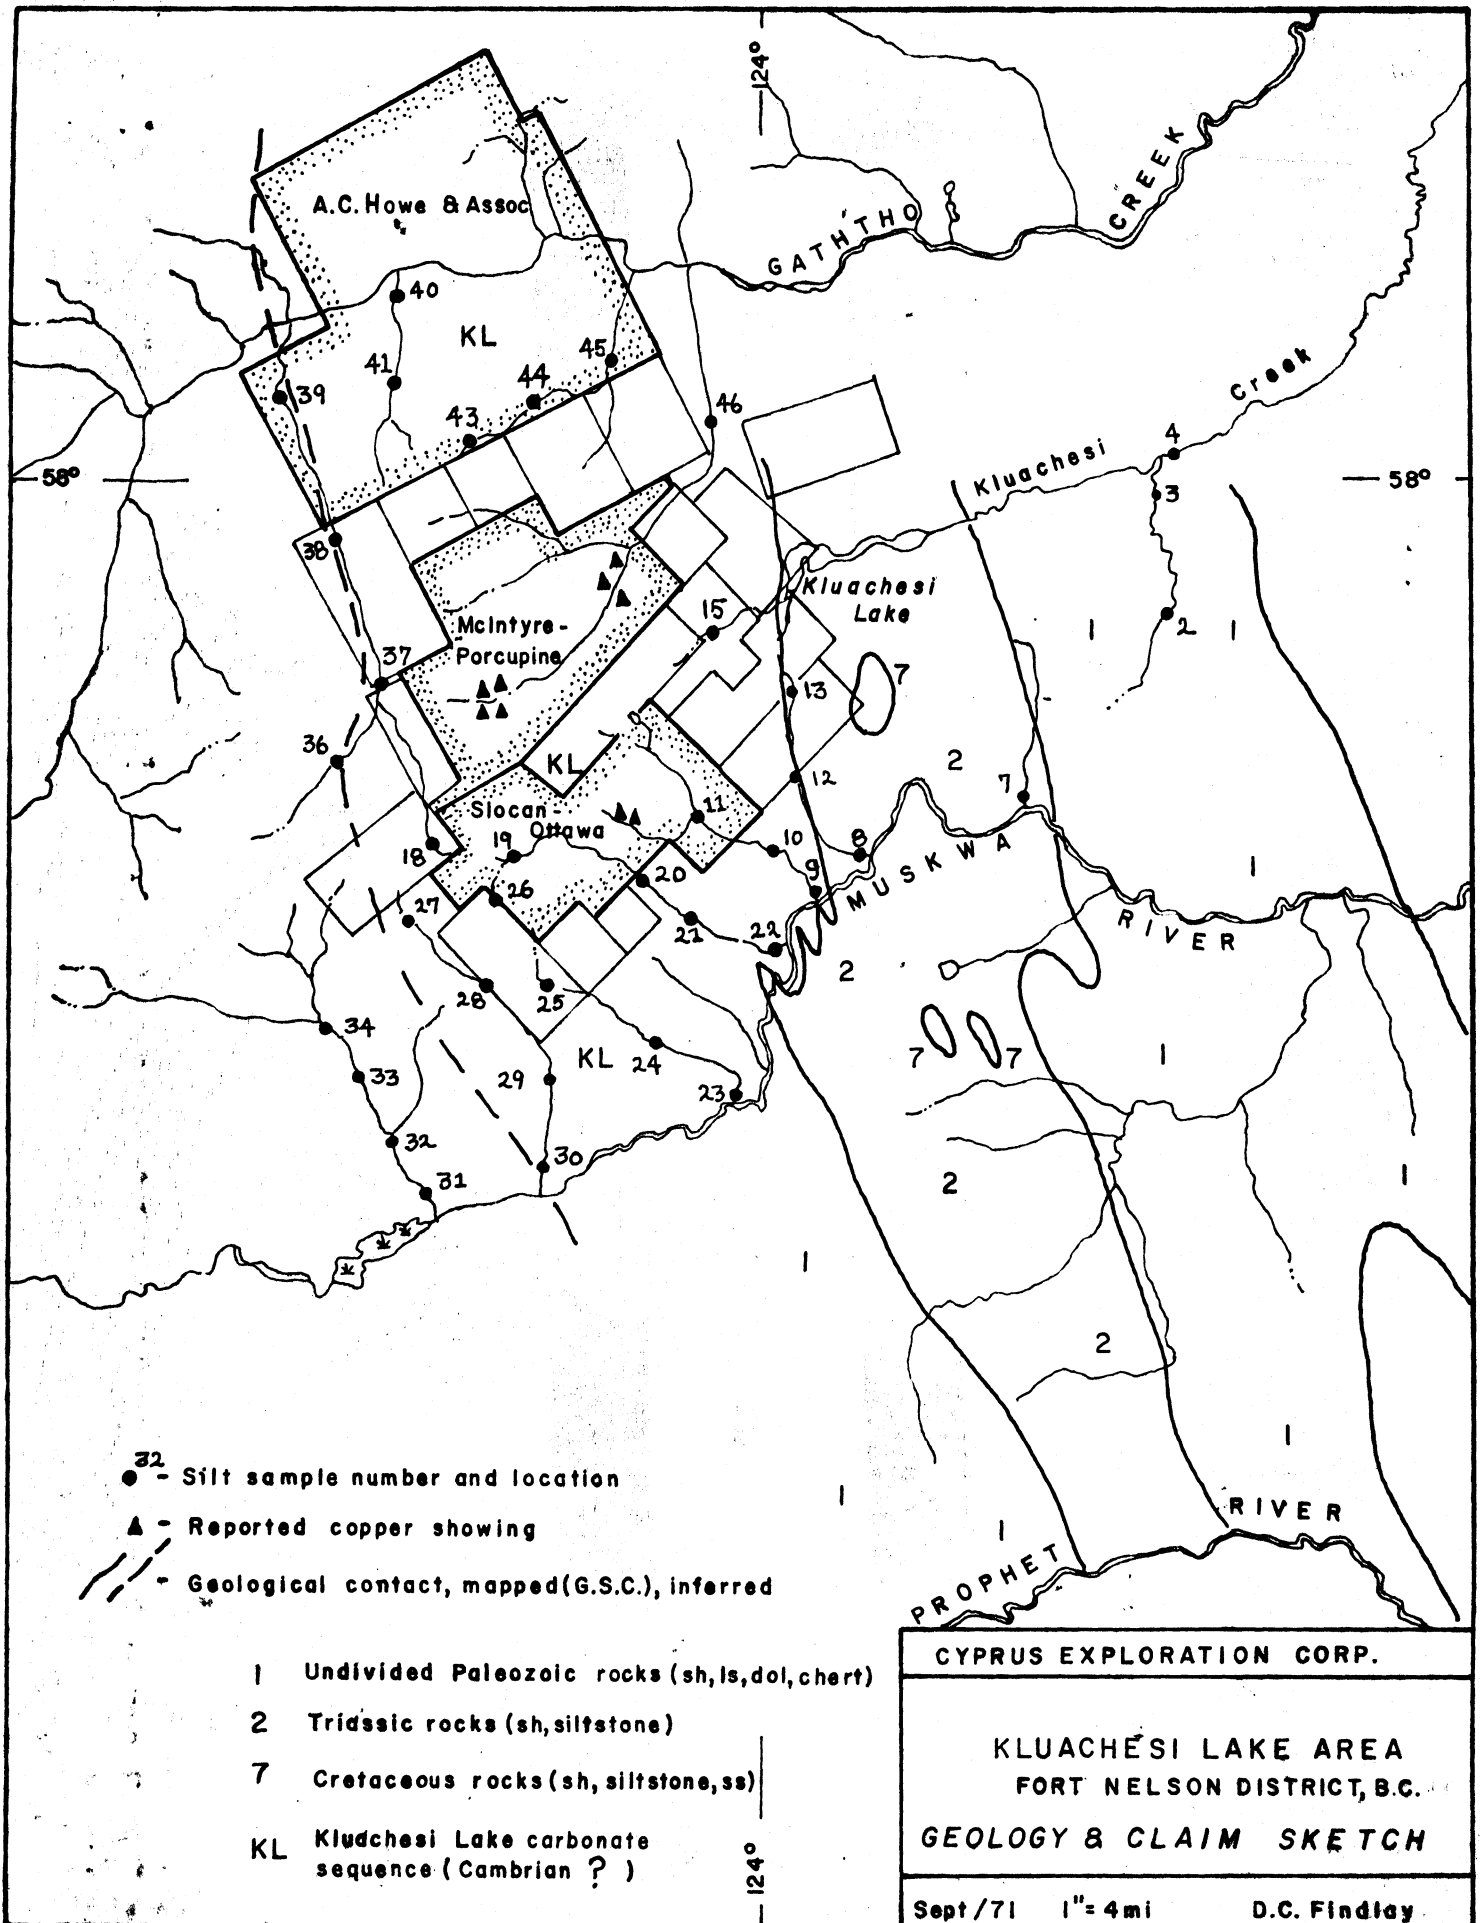 124°
A.C. Howe & Assoc
GATHTHO CREEK
40
KL
41
45
44
39
43
46
Kluachesi Creek
4
58°
58°
3
38
Kluachesi
Lake
15
2
1
1
McIntyre-
Porcupine
37
13
7
36
KL
2
12
7
Slocan-
Ottawa
11
18
19
10
8
MUSKWA RIVER
1
20
9
26
27
21
22
2
28
25
34
KL
24
7
7
1
33
29
23
32
30
31
2
1
1
2
1
1
1
PROPHET RIVER
32 - Silt sample number and location
- Reported copper showing
- Geological contact, mapped (G.S.C.), inferred
1 Undivided Paleozoic rocks (sh, ls, dol, chert)
2 Triassic rocks (sh, siltstone)
7 Cretaceous rocks (sh, siltstone, ss)
KL Kluachesi Lake carbonate
sequence (Cambrian ? )
124°
CYPRUS EXPLORATION CORP.
KLUACHESI LAKE AREA
FORT NELSON DISTRICT, B.C.
GEOLOGY & CLAIM SKETCH
Sept/71 1"= 4mi D.C. Findlay